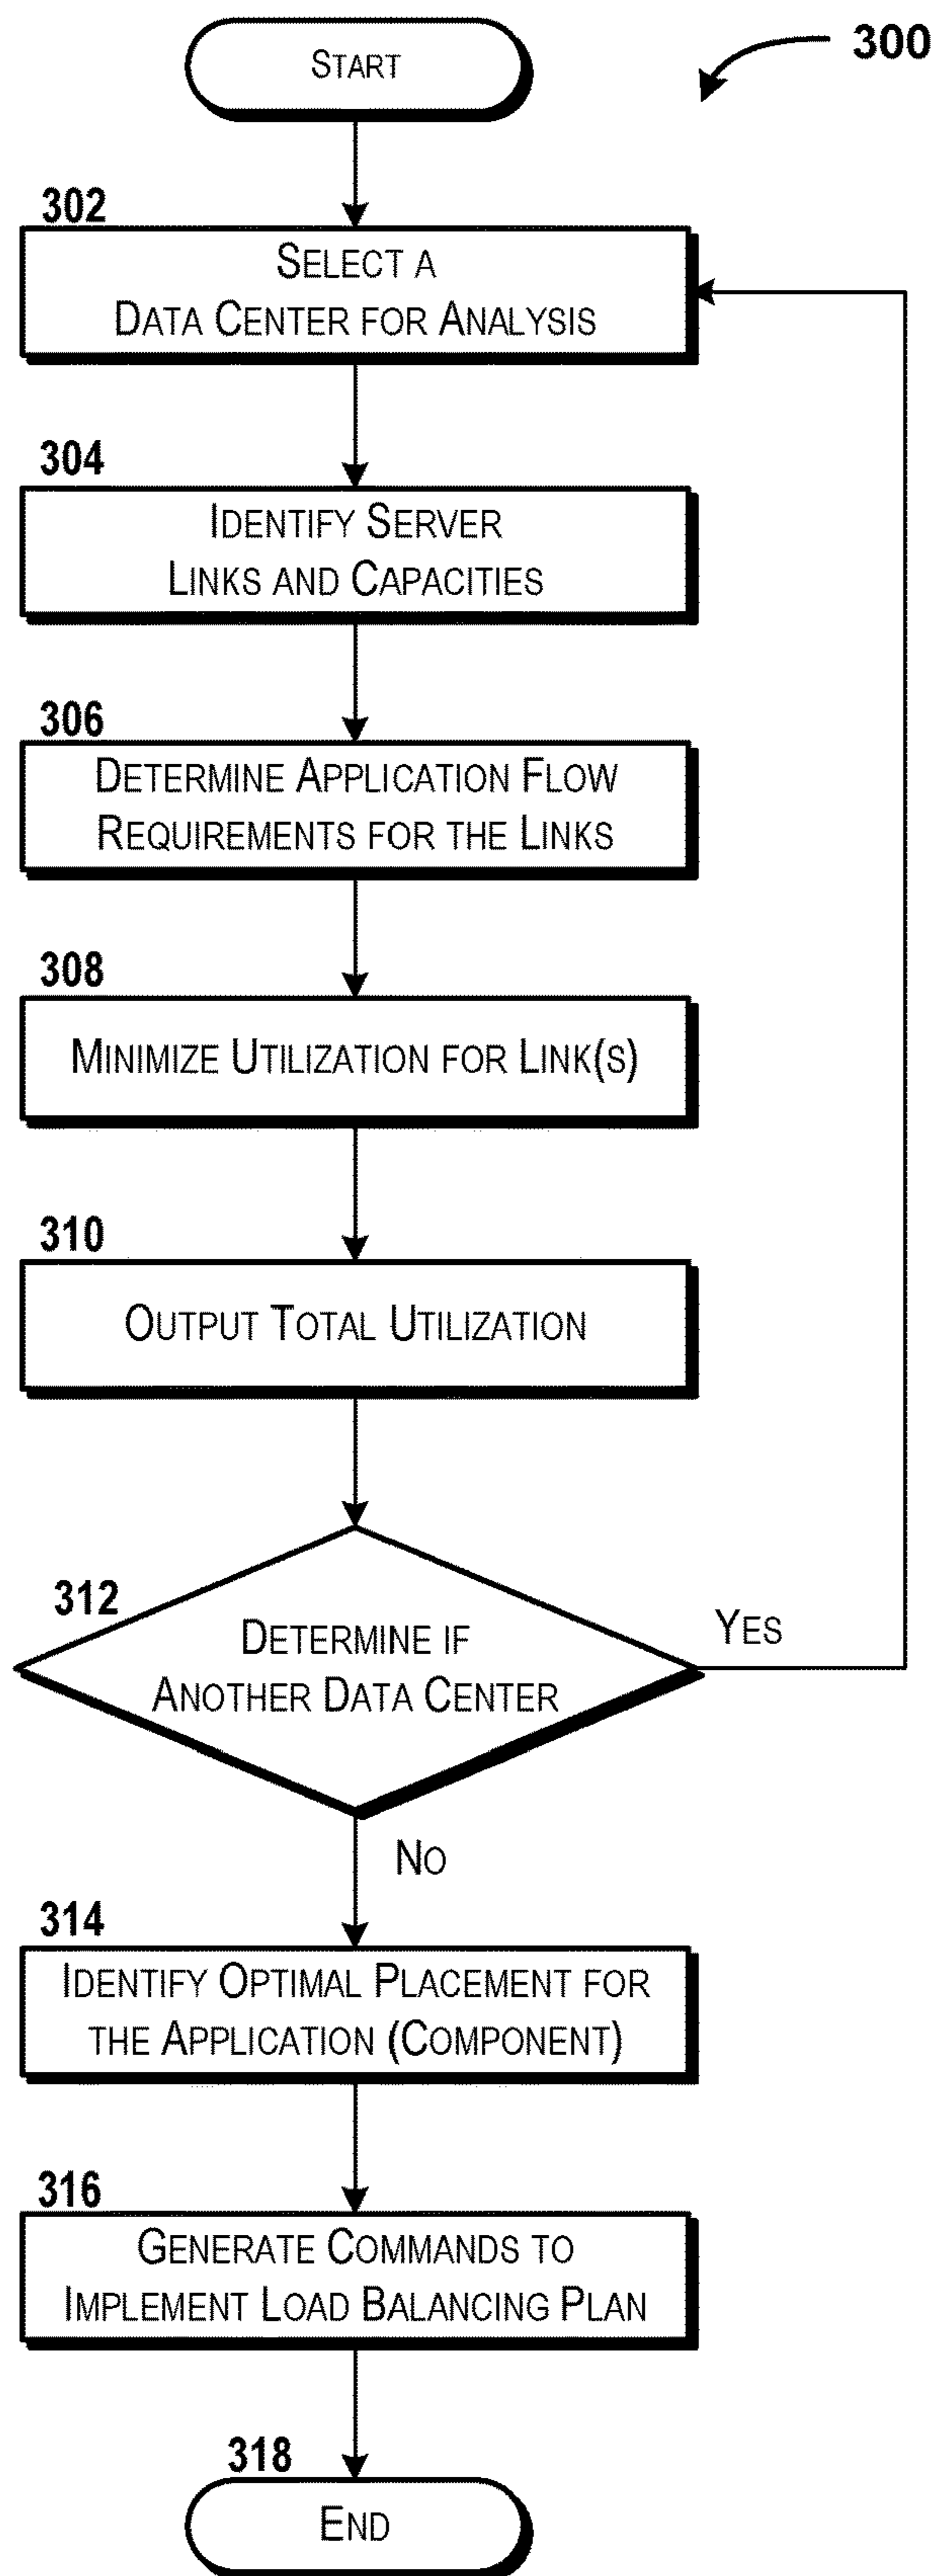 START
300
302
SELECT A
DATA CENTER FOR ANALYSIS
304
IDENTIFY SERVER
LINKS AND CAPACITIES
306
DETERMINE APPLICATION FLOW
REQUIREMENTS FOR THE LINKS
308
MINIMIZE UTILIZATION FOR LINK(S)
310
OUTPUT TOTAL UTILIZATION
312
DETERMINE IF
ANOTHER DATA CENTER
YES
NO
314
IDENTIFY OPTIMAL PLACEMENT FOR
THE APPLICATION (COMPONENT)
316
GENERATE COMMANDS TO
IMPLEMENT LOAD BALANCING PLAN
318
END